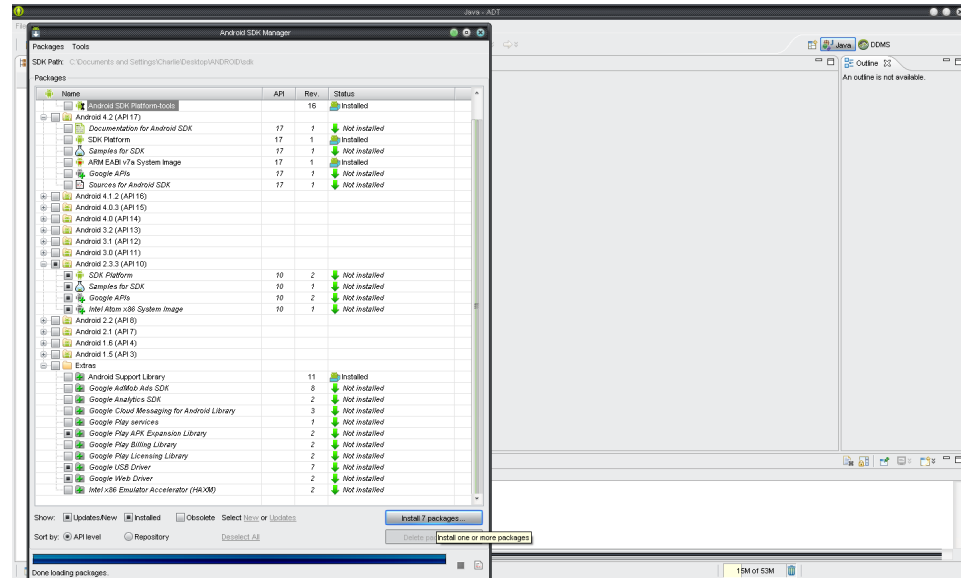 Java - ADT
Android SDK Manager
Packages Tools
SDK Path: C:\Documents and Settings\Charlie\Desktop\ANDROID\sdk
Packages
Name API Rev. Status
Android SDK Platform-tools 16 Installed
Android 4.2 (API 17)
Documentation for Android SDK 17 1 Not installed
SDK Platform 17 1 Installed
Samples for SDK 17 1 Not installed
ARM EABI v7a System Image 17 1 Installed
Google APIs 17 1 Not installed
Sources for Android SDK 17 1 Not installed
Android 4.1.2 (API 16)
Android 4.0.3 (API 15)
Android 4.0 (API 14)
Android 3.2 (API 13)
Android 3.1 (API 12)
Android 3.0 (API 11)
Android 2.3.3 (API 10)
SDK Platform 10 2 Not installed
Samples for SDK 10 1 Not installed
Google APIs 10 2 Not installed
Intel Atom x86 System Image 10 1 Not installed
Android 2.2 (API 8)
Android 2.1 (API 7)
Android 1.6 (API 4)
Android 1.5 (API 3)
Extras
Android Support Library 11 Installed
Google AdMob Ads SDK 8 Not installed
Google Analytics SDK 2 Not installed
Google Cloud Messaging for Android Library 3 Not installed
Google Play services 1 Not installed
Google Play APK Expansion Library 2 Not installed
Google Play Billing Library 2 Not installed
Google Play Licensing Library 2 Not installed
Google USB Driver 7 Not installed
Google Web Driver 2 Not installed
Intel x86 Emulator Accelerator (HAXM) 2 Not installed
Show: Updates/New Installed Obsolete Select New or Updates Install 7 packages...
Sort by: API level Repository Deselect All Delete
Install one or more packages
Done loading packages.
Java DDMS
Outline
An outline is not available.
15M of 53M